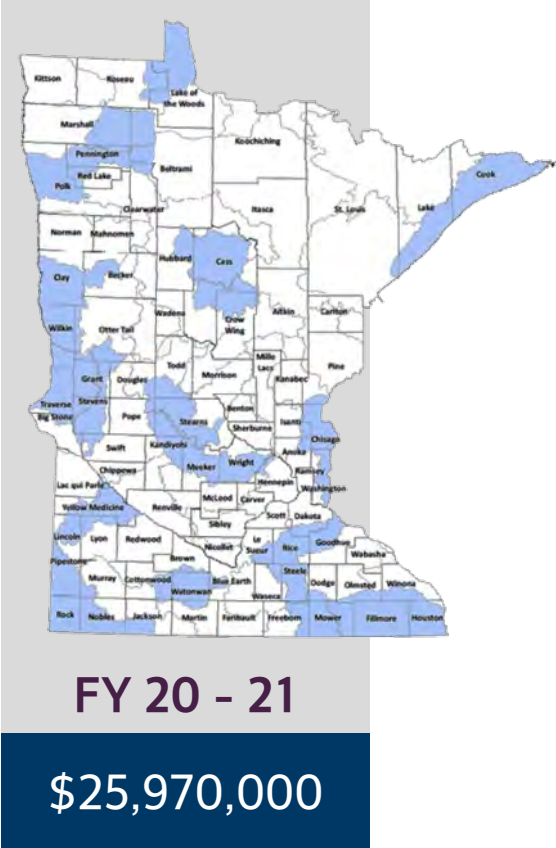 Kittson Roseau Lake of
the Woods
Marshall
Koochiching
Pennington
Beltrami
Red Lake
Polk
Cook
Clearwater
Itasca
St. Louis
Lake
Norman Mahnomen
Hubbard
Cass
Clay
Becker
Wadena
Crow
Wing
Aitkin
Carlton
Wilkin
Otter Tail
Mille
Lacs
Pine
Todd
Morrison
Kanabec
Grant
Douglas
Traverse
Stevens
Big Stone
Pope
Stearns
Benton
Sherburne
Isanti
Chisago
Swift
Kandiyohi
Anoka
Meeker
Wright
Ramsey
Chippewa
Hennepin
Washington
Lac qui Parle
McLeod
Carver
Yellow Medicine
Renville
Scott
Dakota
Sibley
Lincoln
Lyon
Redwood
Nicollet
Le
Sueur
Rice
Goodhue
Wabasha
Brown
Pipestone
Murray
Cottonwood
Watonwan
Blue Earth
Waseca
Steele
Dodge
Olmsted
Winona
Rock
Nobles
Jackson
Martin
Faribault
Freeborn
Mower
Fillmore
Houston
FY 20 - 21
$25,970,000